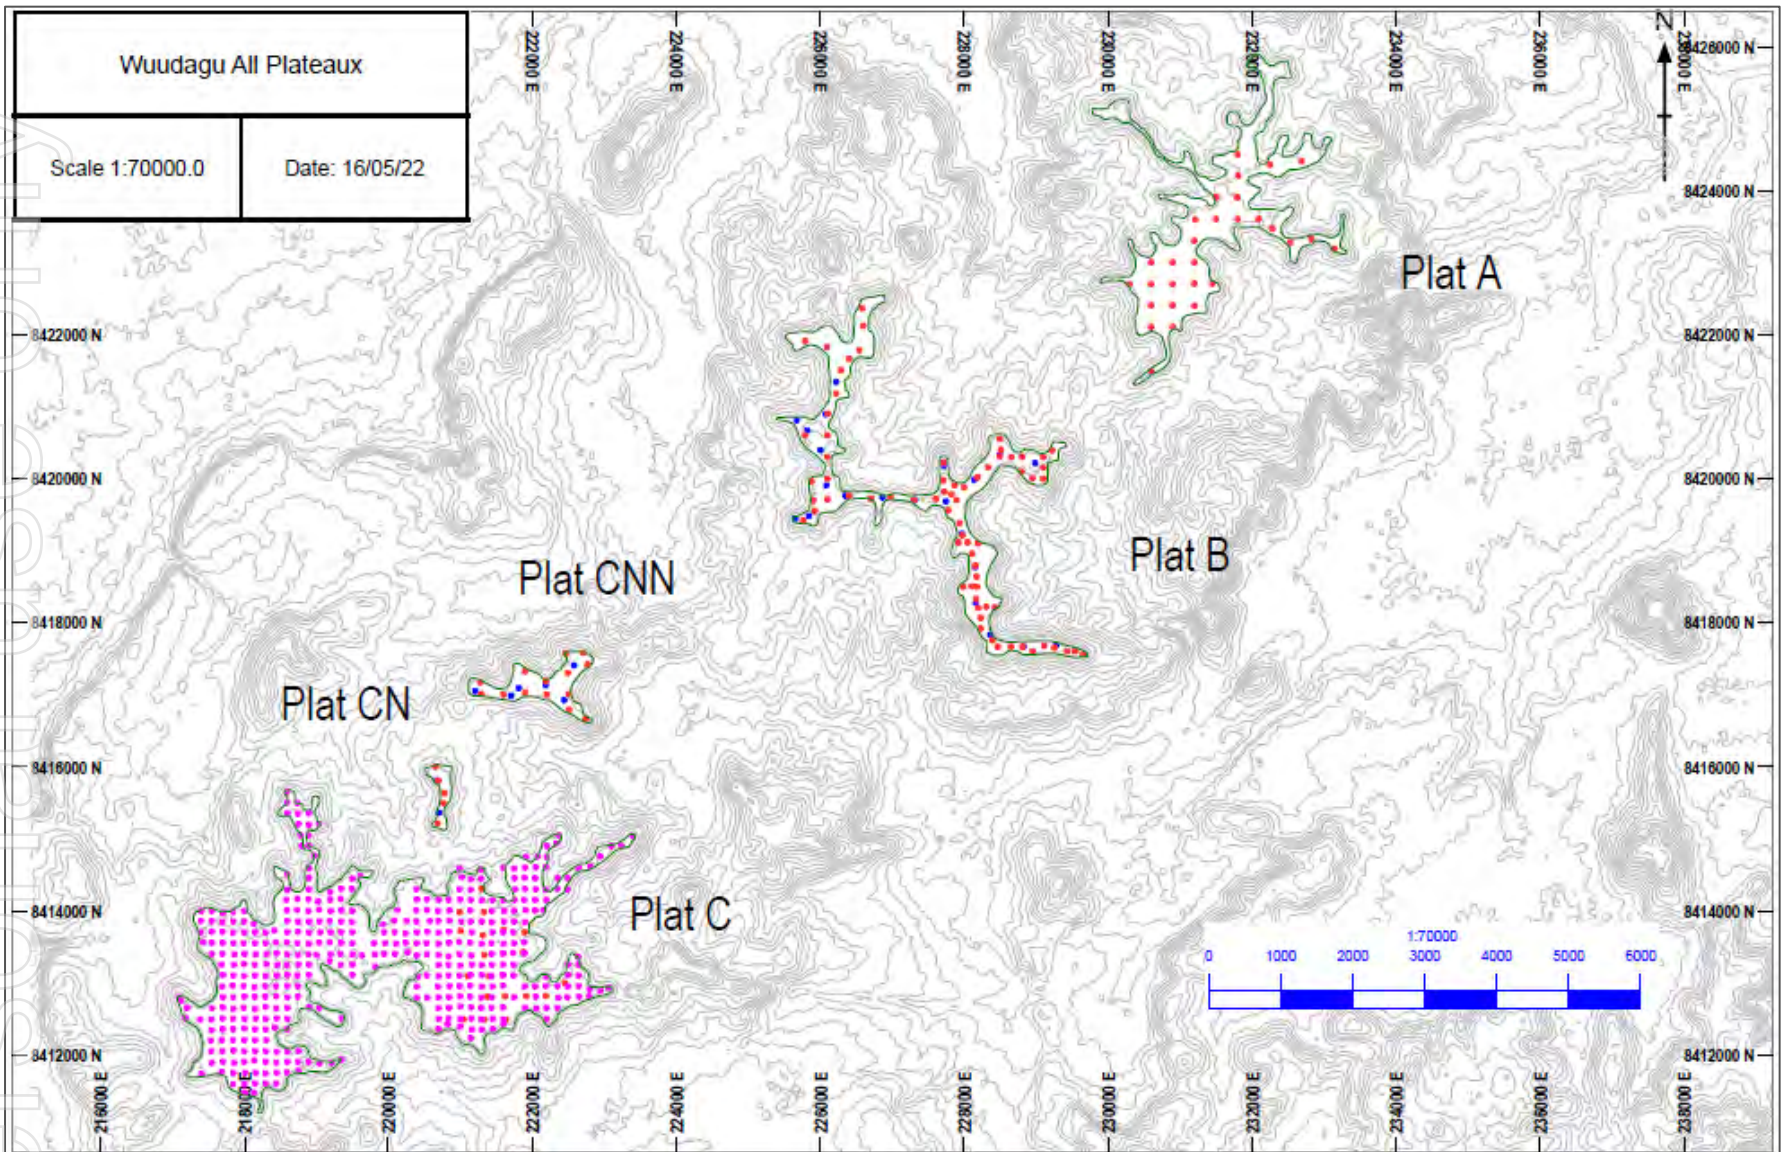 Wuudagu All Plateaux
Scale 1:70000.0
Date: 16/05/22
222000 E
224000 E
226000 E
228000 E
230000 E
232000 E
234000 E
236000 E
238000 E
N
8426000 N
8424000 N
8424000 N
Plat A
8422000 N
8422000 N
8420000 N
8420000 N
Plat B
Plat CNN
8418000 N
8418000 N
Plat CN
8416000 N
8416000 N
Plat C
8414000 N
8414000 N
1:70000
0 1000 2000 3000 4000 5000 6000
8412000 N
8412000 N
216000 E
218000 E
220000 E
222000 E
224000 E
226000 E
228000 E
230000 E
232000 E
234000 E
236000 E
238000 E